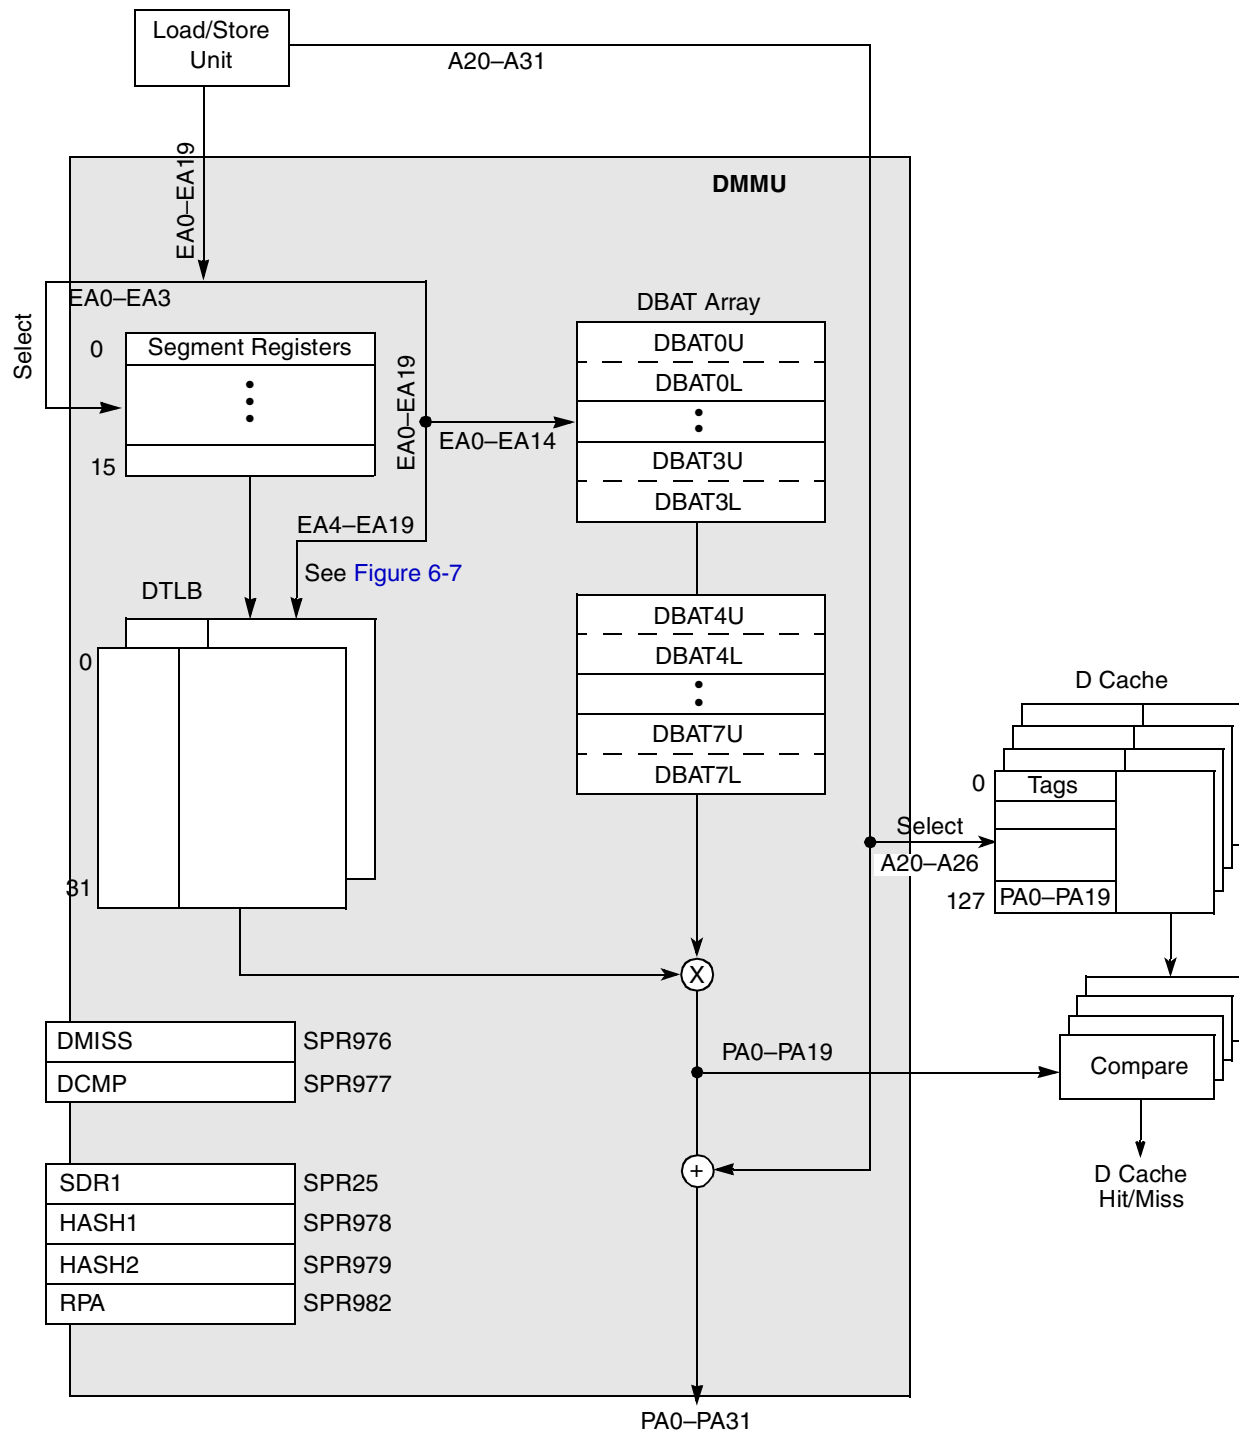 Load/Store
Unit
A20–A31
EA0–EA19
DMMU
EA0–EA3
Select
0
Segment Registers
15
EA0–EA19
EA0–EA14
DBAT Array
DBAT0U
DBAT0L
DBAT3U
DBAT3L
EA4–EA19
See Figure 6-7
DTLB
0
31
DBAT4U
DBAT4L
DBAT7U
DBAT7L
D Cache
0
Tags
Select
A20–A26
127
PA0–PA19
X
DMISS
SPR976
DCMP
SPR977
PA0–PA19
Compare
+
D Cache
Hit/Miss
SDR1
SPR25
HASH1
SPR978
HASH2
SPR979
RPA
SPR982
PA0–PA31